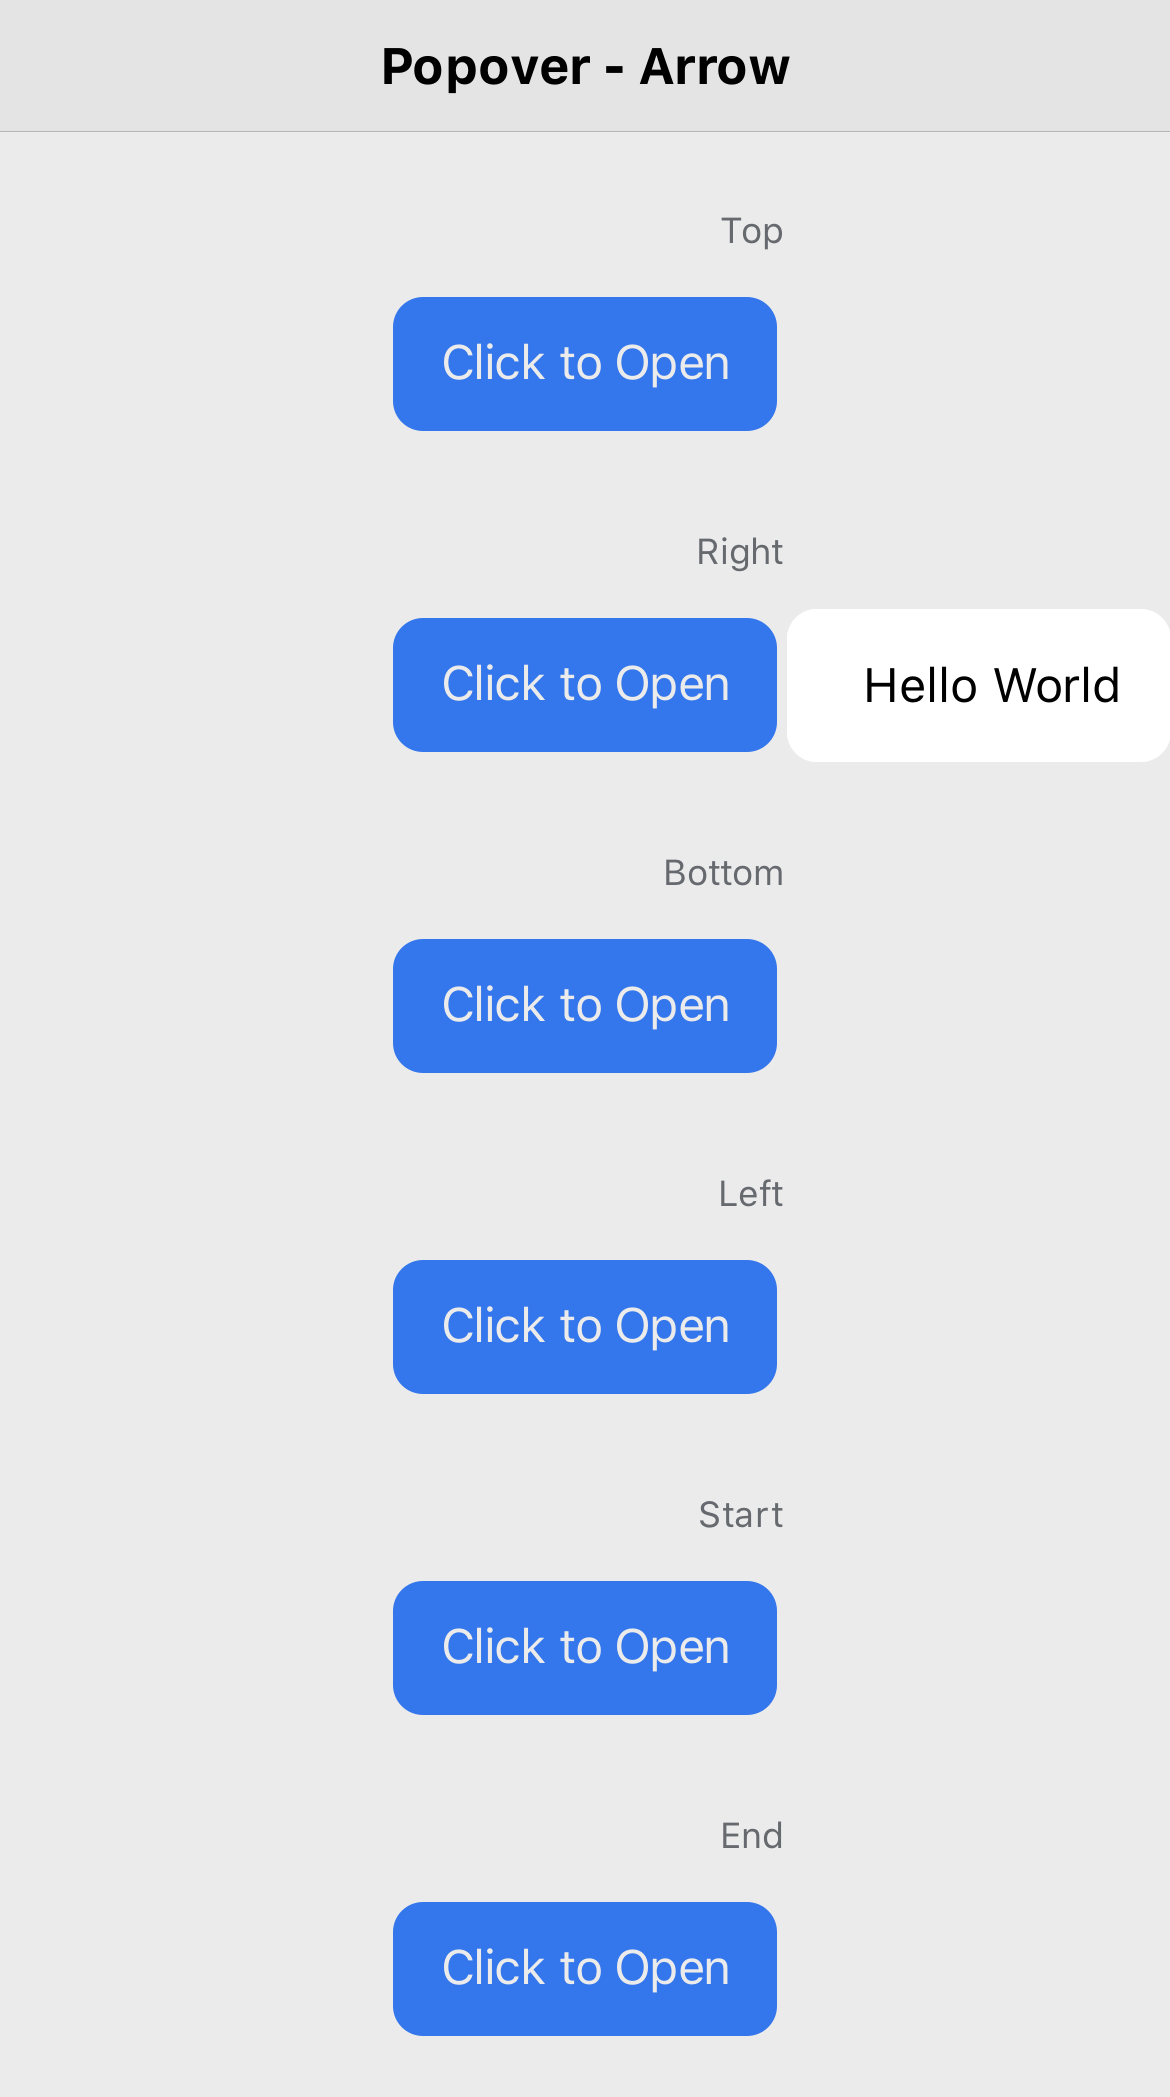 Popover - Arrow
Top
Click to Open
Right
Click to Open
Hello World
Bottom
Click to Open
Left
Click to Open
Start
Click to Open
End
Click to Open